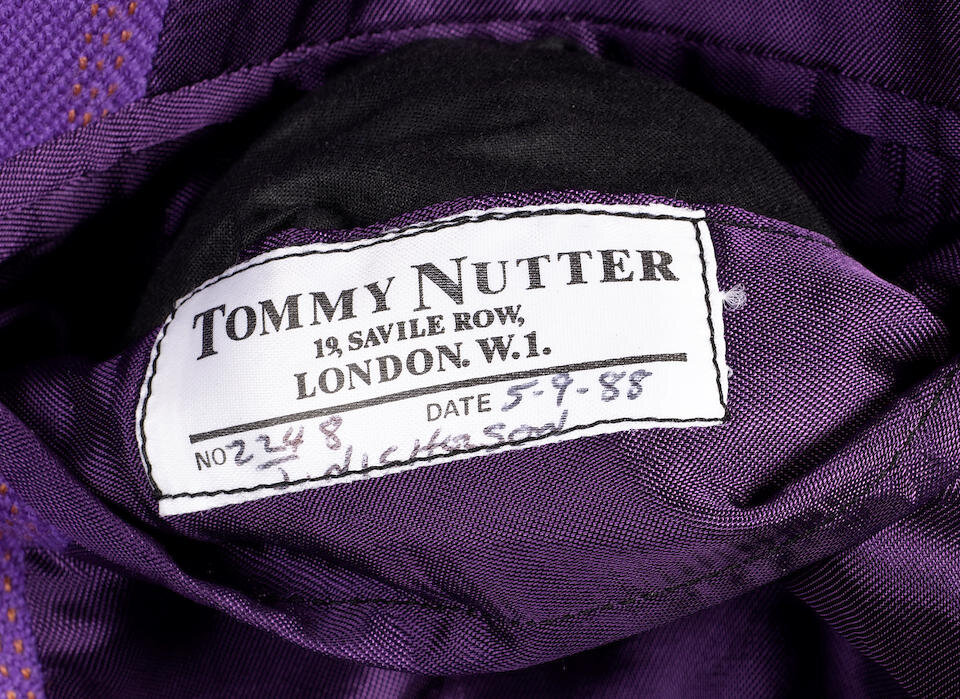 TOMMY NUTTER
19, SAVILE ROW,
LONDON. W.1.
NO 2248 DATE 5-9-88